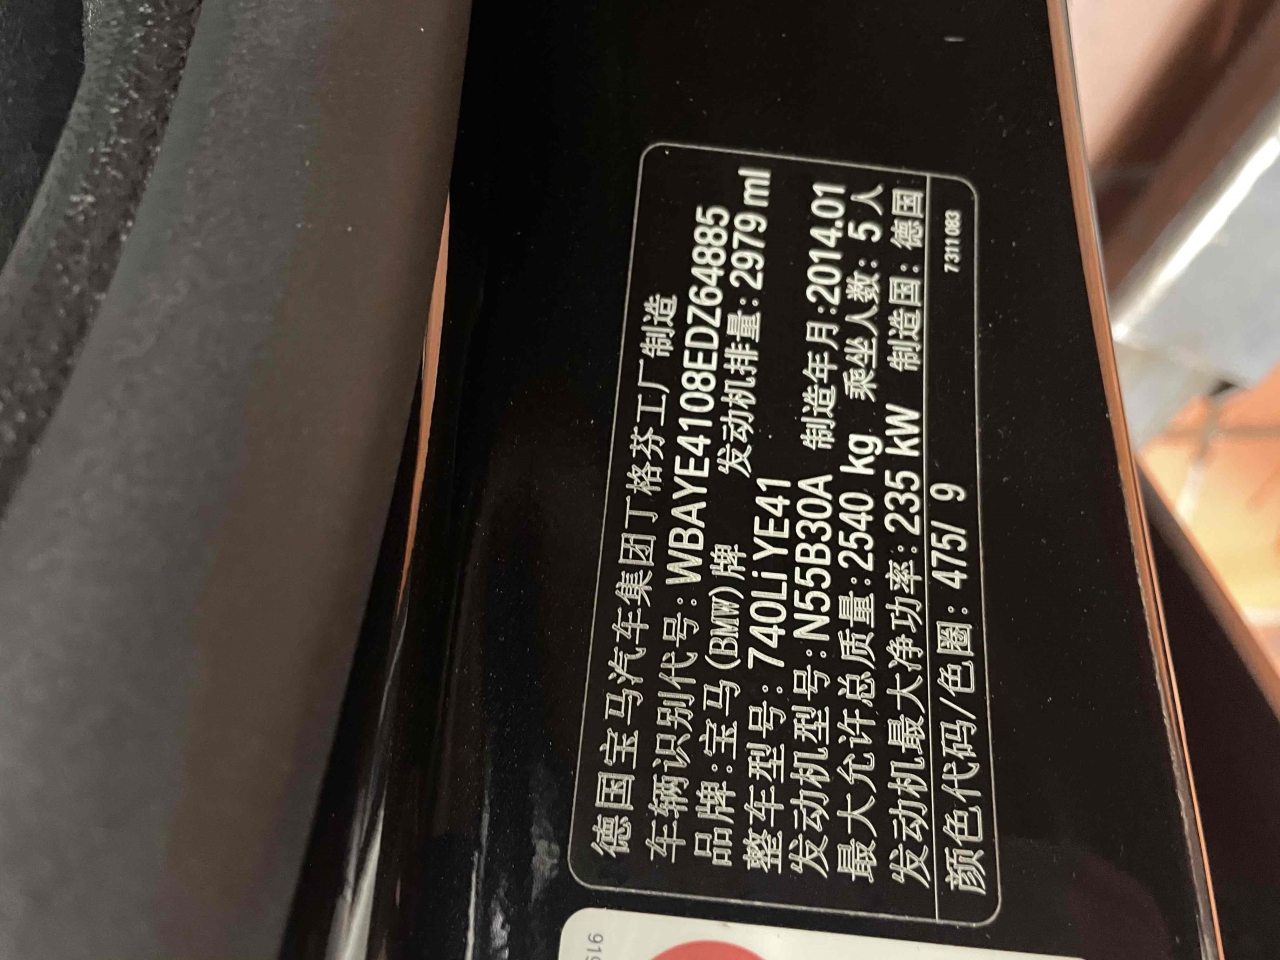 德国宝马汽车集团丁格芬工厂制造
车辆识别代号:WBAYE4108EDZ64885
品牌:宝马(BMW)牌 发动机排量:2979 ml
整车型号:740Li YE41
发动机型号:N55B30A 制造年月:2014.01
最大允许总质量:2540 kg 乘坐人数:5人
发动机最大净功率:235 kW 制造国:德国
颜色代码/色圈: 475/ 9 7311083